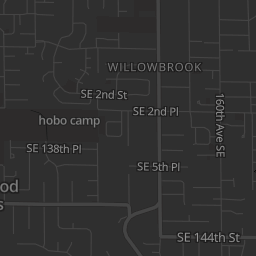 WILLOWBROOK
SE 2nd St
SE 2nd Pl
160th Ave SE
hobo camp
SE 138th Pl
SE 5th Pl
ood
s
SE 144th St